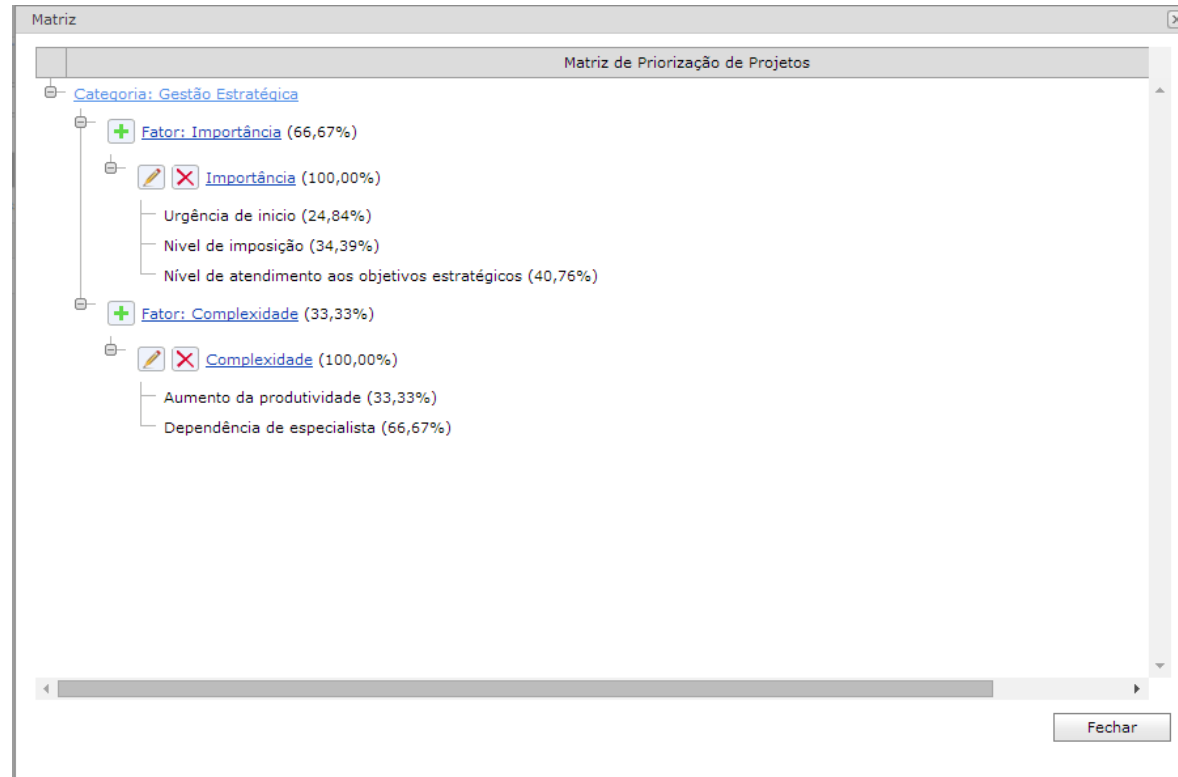 Matriz
Matriz de Priorização de Projetos
Categoria: Gestão Estratégica
Fator: Importância (66,67%)
Importância (100,00%)
Urgência de inicio (24,84%)
Nivel de imposição (34,39%)
Nível de atendimento aos objetivos estratégicos (40,76%)
Fator: Complexidade (33,33%)
Complexidade (100,00%)
Aumento da produtividade (33,33%)
Dependência de especialista (66,67%)
Fechar